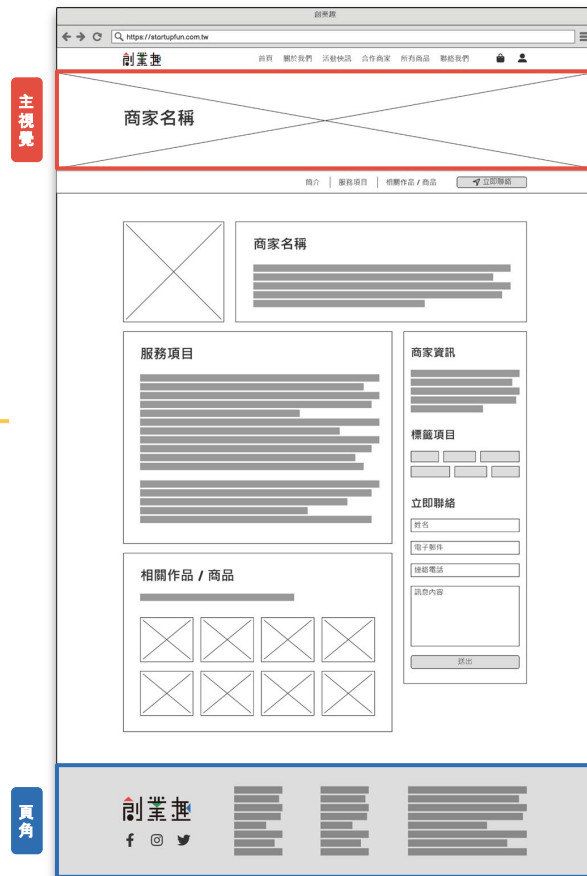 創業趣
https://startupfun.com.tw
創業趣
首頁 關於我們 活動快訊 合作商家 所有商品 聯絡我們
主視覺
商家名稱
簡介 服務項目 相關作品 / 商品 立即聯絡
商家名稱
服務項目
商家資訊
標籤項目
立即聯絡
姓名
電子郵件
連絡電話
訊息內容
送出
相關作品 / 商品
頁角
創業趣